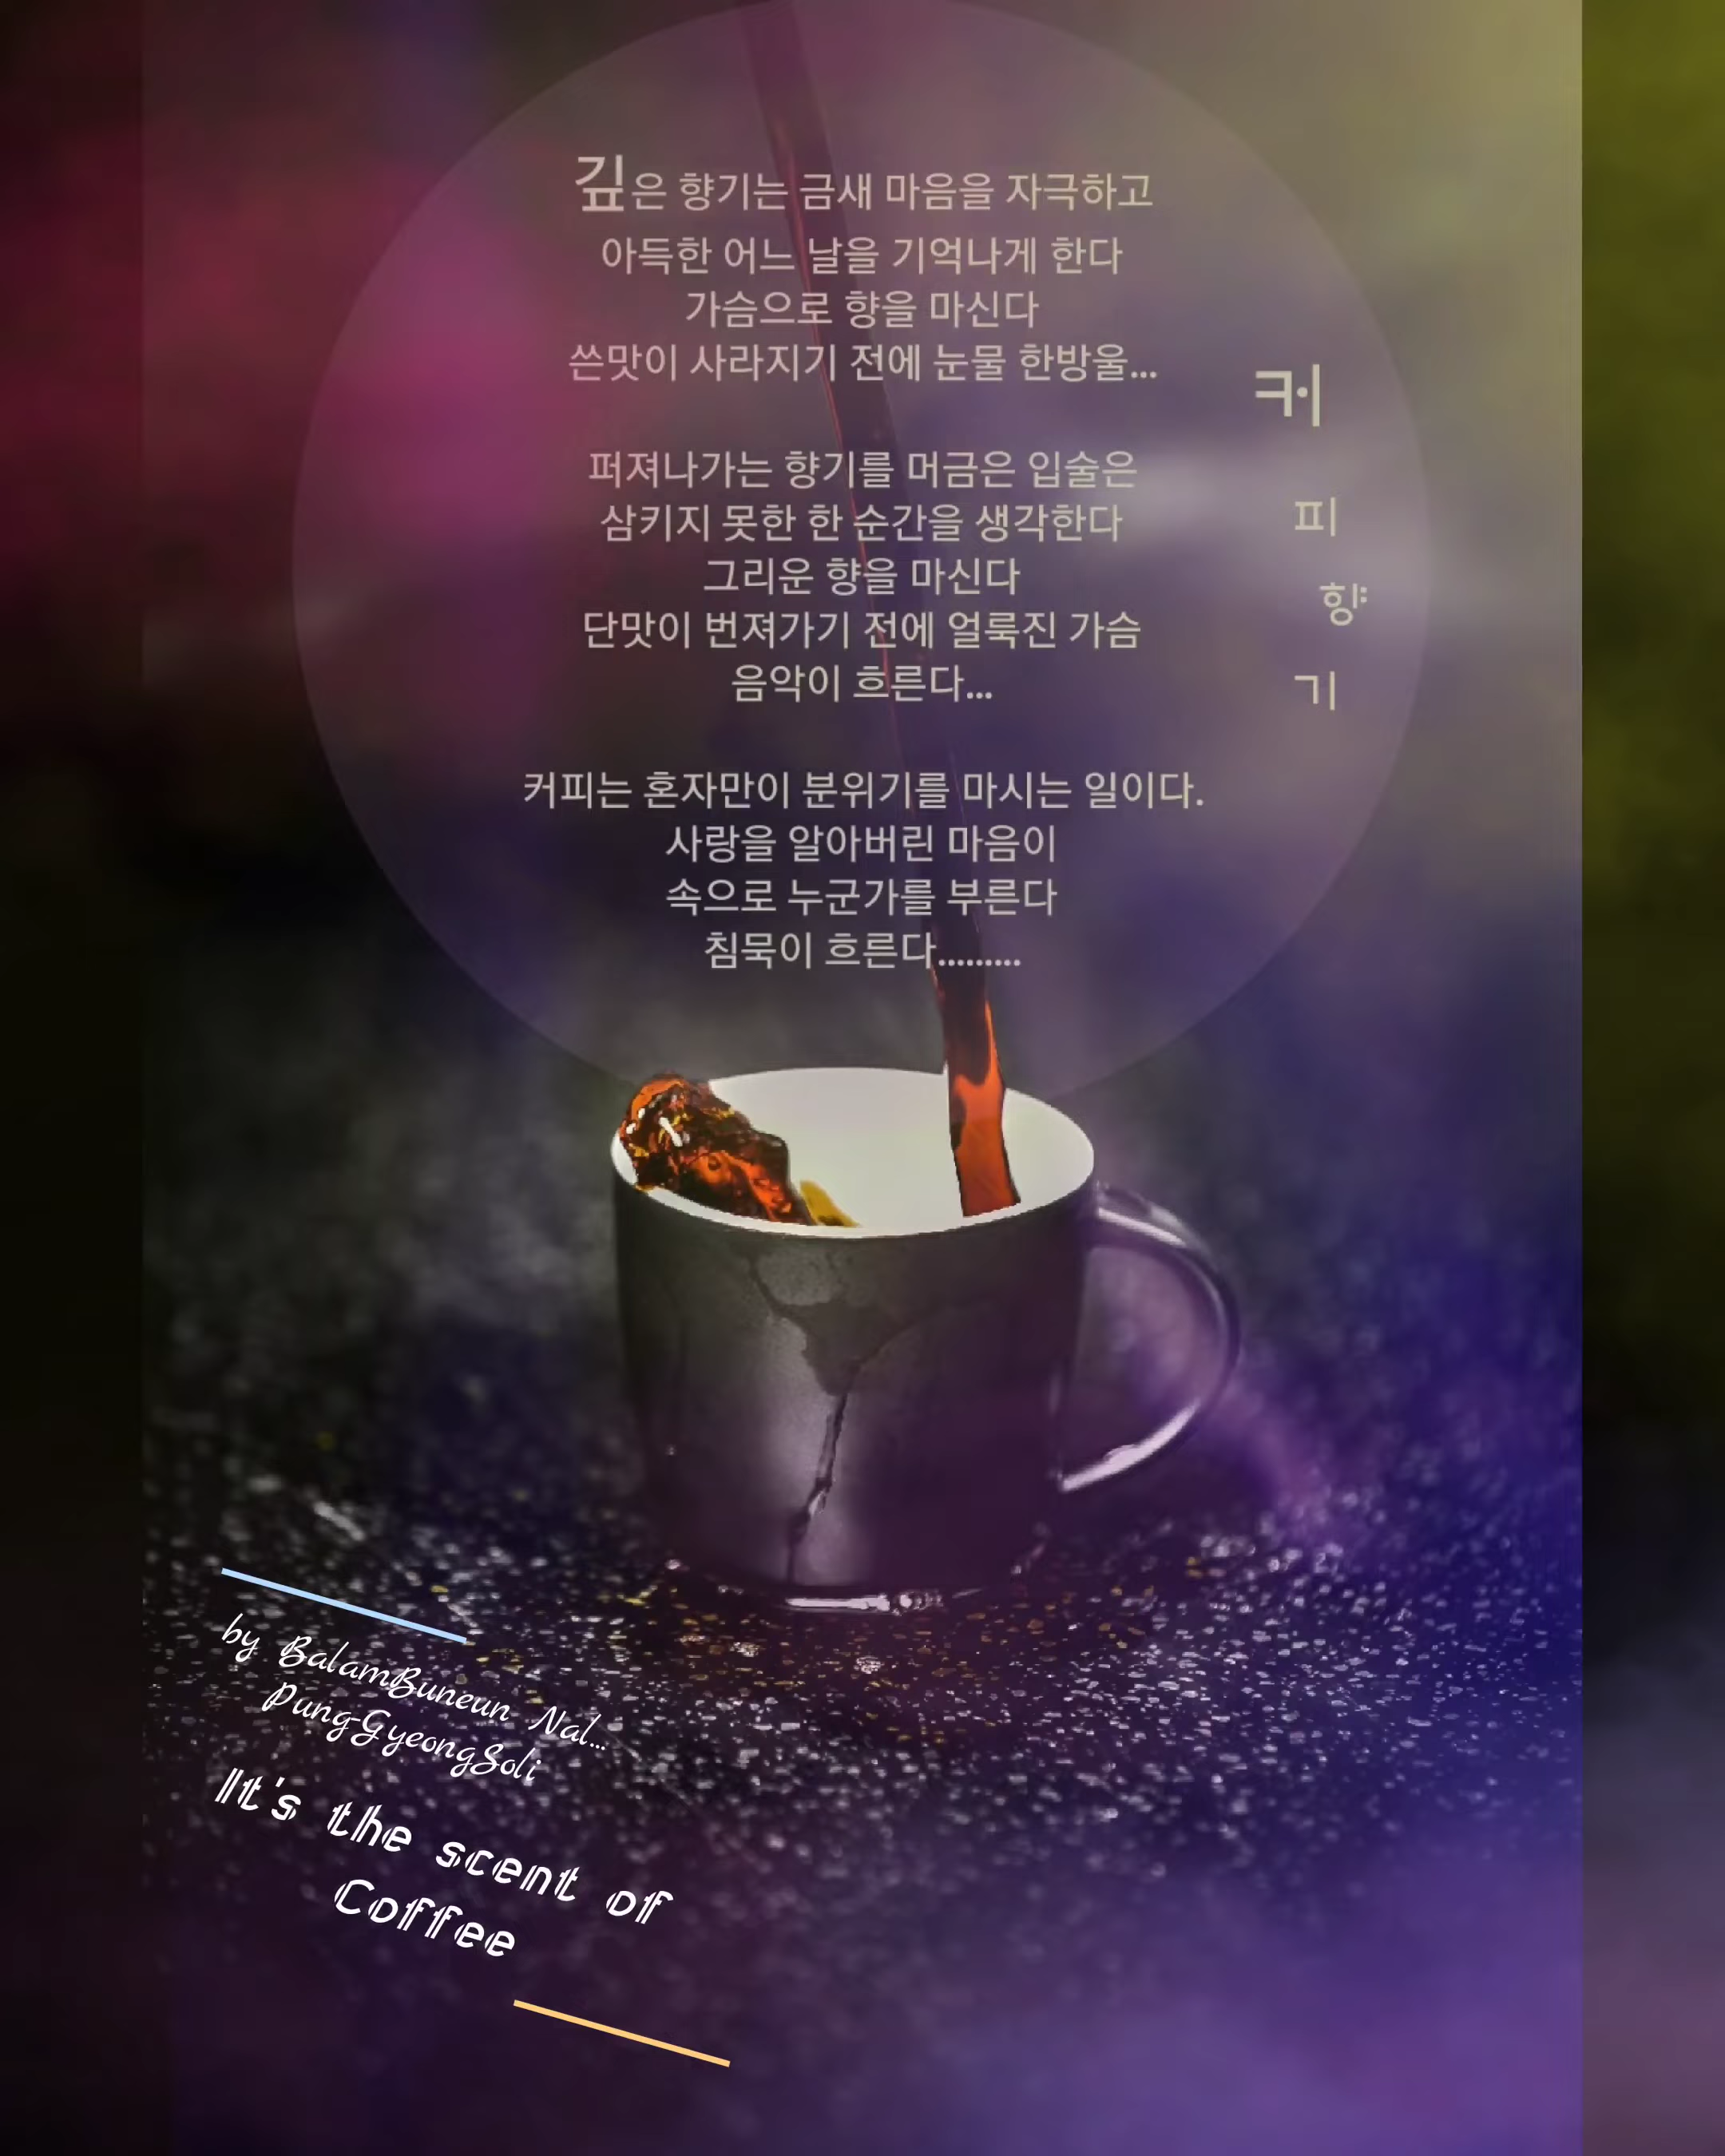 깊은 향기는 금새 마음을 자극하고
아득한 어느 날을 기억나게 한다
가슴으로 향을 마신다
쓴맛이 사라지기 전에 눈물 한방울...
퍼져나가는 향기를 머금은 입술은
삼키지 못한 한 순간을 생각한다
그리운 향을 마신다
단맛이 번져가기 전에 얼룩진 가슴
음악이 흐른다...
커피는 혼자만이 분위기를 마시는 일이다.
사랑을 알아버린 마음이
속으로 누군가를 부른다
침묵이 흐른다.........
커
피
향
기
by BalamBuneun Nal...
Pung-GyeongSoli
It's the scent of
Coffee